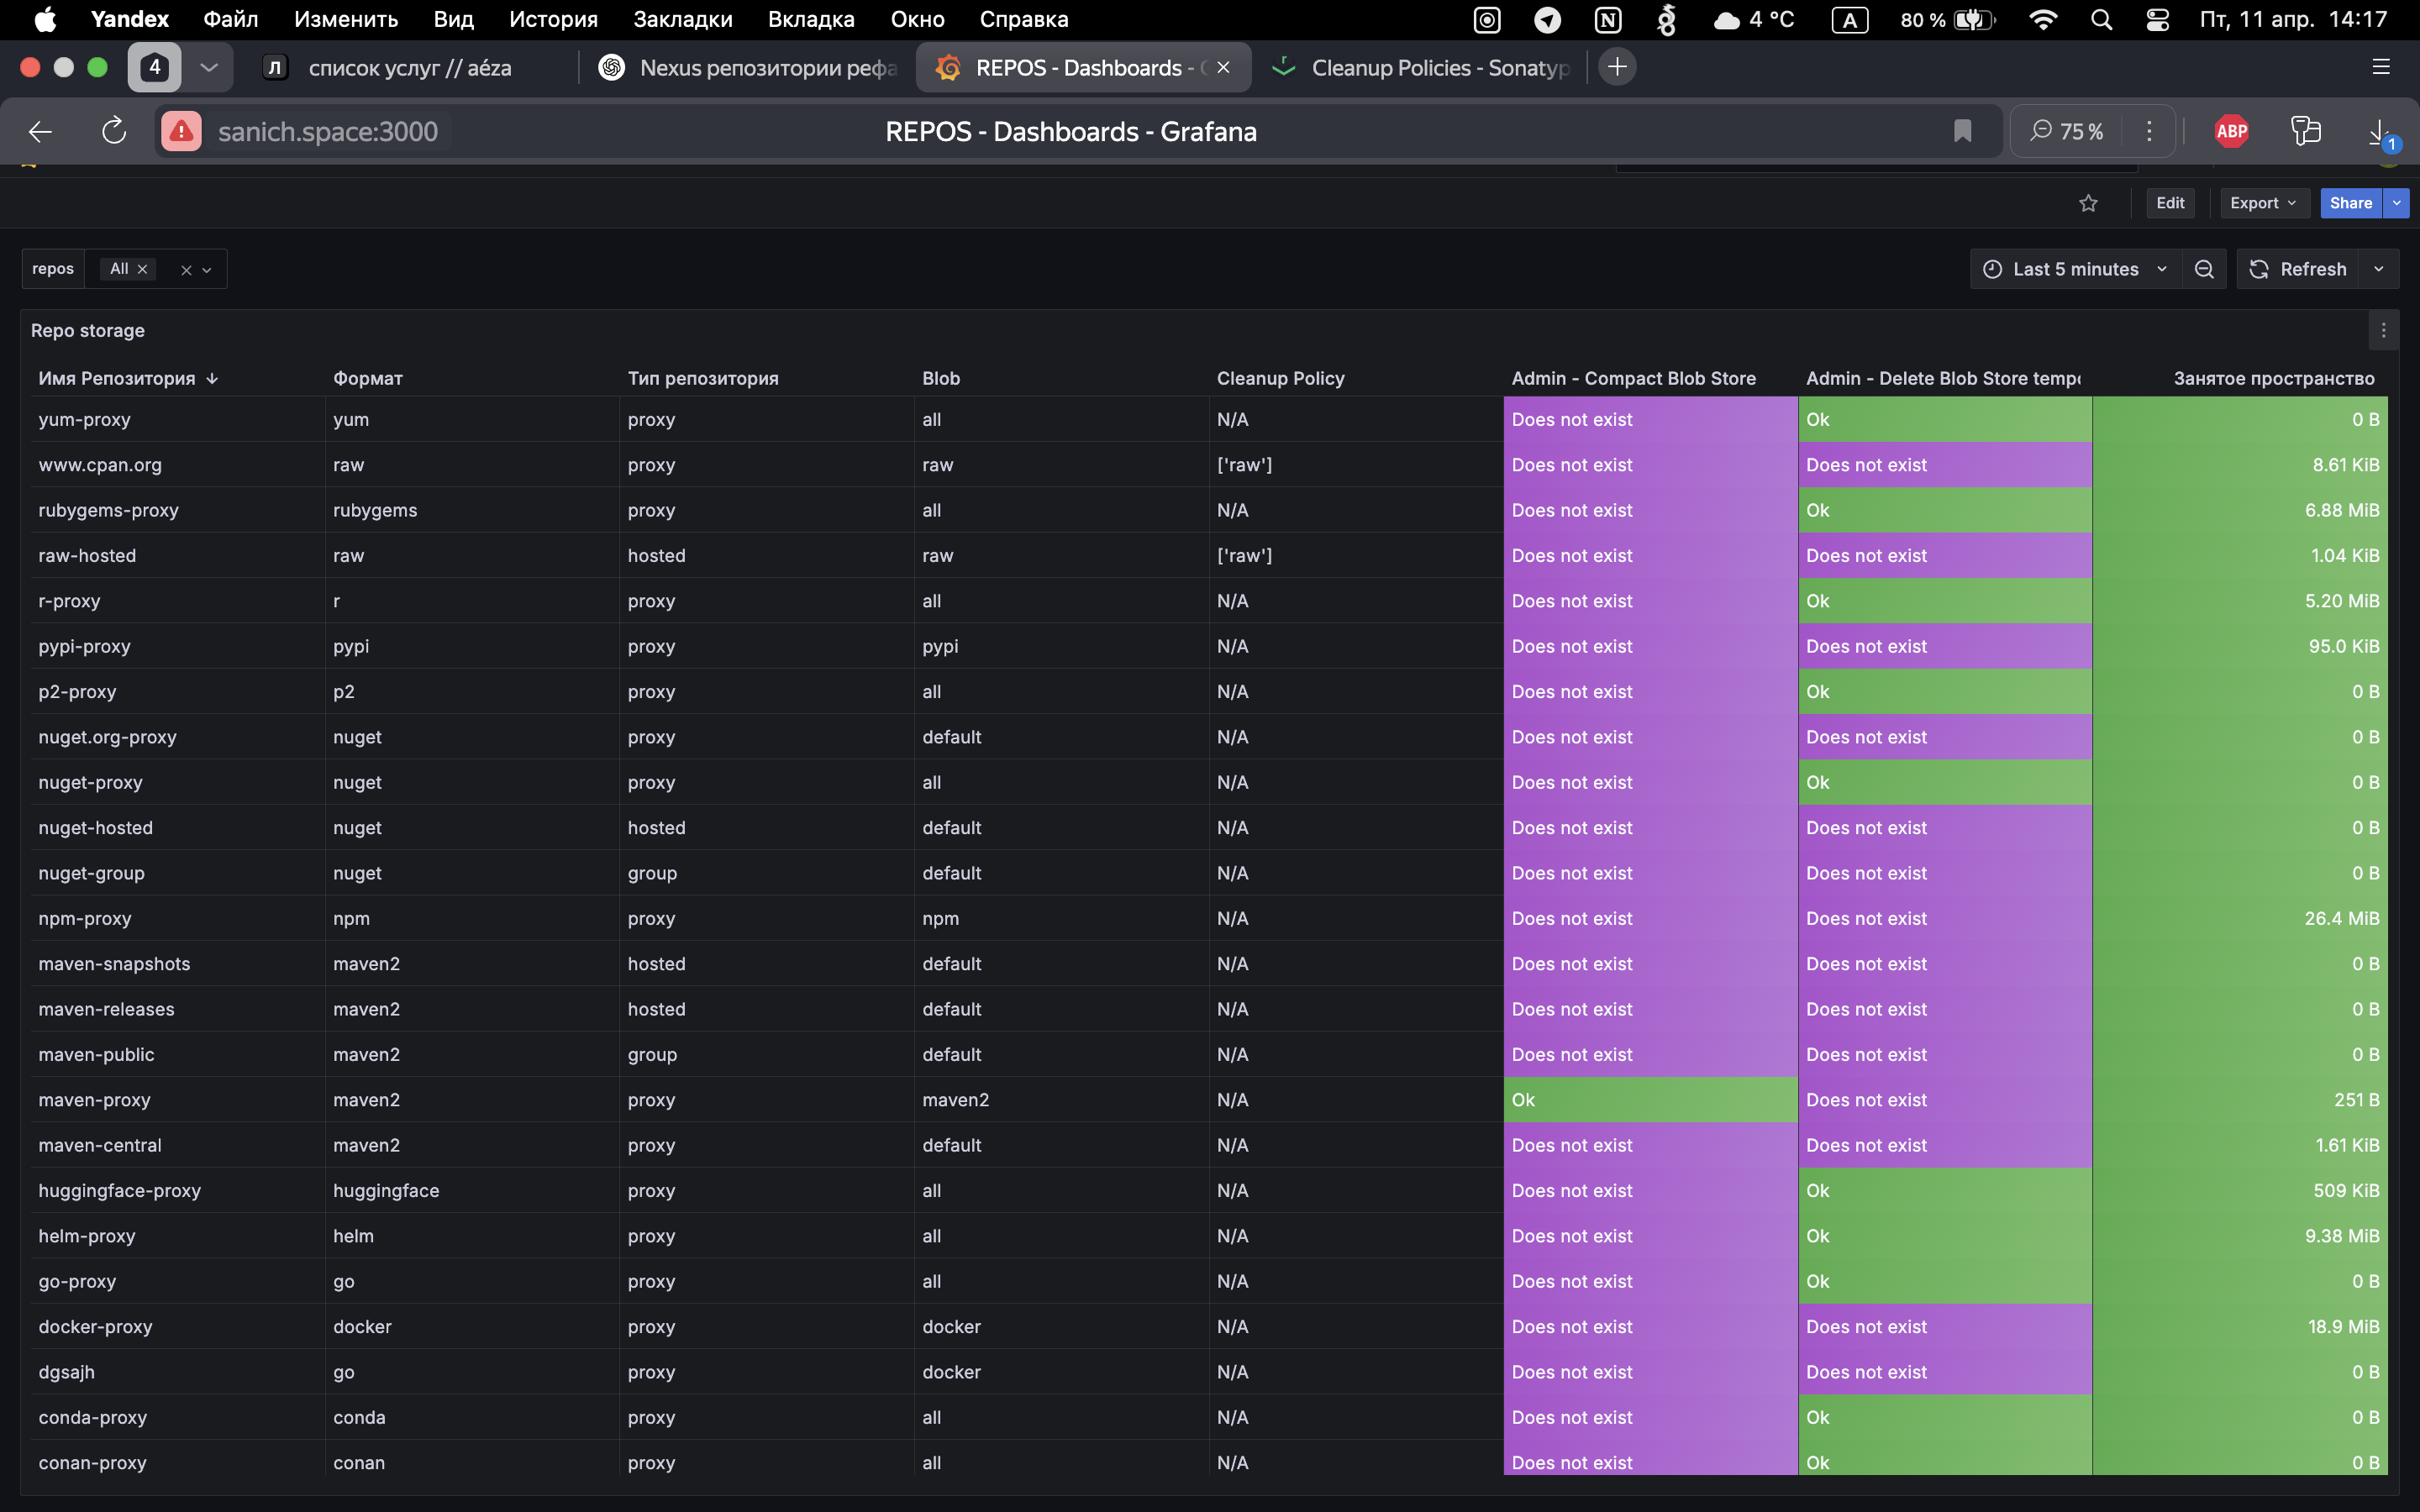 Yandex Файл Изменить Вид История Закладки Вкладка Окно Справка N 4 °C A 80 % Пт, 11 апр. 14:17
4 Л список услуг // aéza Nexus репозитории рефа REPOS - Dashboards - Cleanup Policies - Sonatyp
sanich.space:3000 REPOS - Dashboards - Grafana 75 % ABP 1
Edit Export Share
repos All Last 5 minutes Refresh
Repo storage
Имя Репозитория Формат Тип репозитория Blob Cleanup Policy Admin - Compact Blob Store Admin - Delete Blob Store temp Занятое пространство
yum-proxy yum proxy all N/A Does not exist Ok 0 B
www.cpan.org raw proxy raw ['raw'] Does not exist Does not exist 8.61 KiB
rubygems-proxy rubygems proxy all N/A Does not exist Ok 6.88 MiB
raw-hosted raw hosted raw ['raw'] Does not exist Does not exist 1.04 KiB
r-proxy r proxy all N/A Does not exist Ok 5.20 MiB
pypi-proxy pypi proxy pypi N/A Does not exist Does not exist 95.0 KiB
p2-proxy p2 proxy all N/A Does not exist Ok 0 B
nuget.org-proxy nuget proxy default N/A Does not exist Does not exist 0 B
nuget-proxy nuget proxy all N/A Does not exist Ok 0 B
nuget-hosted nuget hosted default N/A Does not exist Does not exist 0 B
nuget-group nuget group default N/A Does not exist Does not exist 0 B
npm-proxy npm proxy npm N/A Does not exist Does not exist 26.4 MiB
maven-snapshots maven2 hosted default N/A Does not exist Does not exist 0 B
maven-releases maven2 hosted default N/A Does not exist Does not exist 0 B
maven-public maven2 group default N/A Does not exist Does not exist 0 B
maven-proxy maven2 proxy maven2 N/A Ok Does not exist 251 B
maven-central maven2 proxy default N/A Does not exist Does not exist 1.61 KiB
huggingface-proxy huggingface proxy all N/A Does not exist Ok 509 KiB
helm-proxy helm proxy all N/A Does not exist Ok 9.38 MiB
go-proxy go proxy all N/A Does not exist Ok 0 B
docker-proxy docker proxy docker N/A Does not exist Does not exist 18.9 MiB
dgsajh go proxy docker N/A Does not exist Does not exist 0 B
conda-proxy conda proxy all N/A Does not exist Ok 0 B
conan-proxy conan proxy all N/A Does not exist Ok 0 B